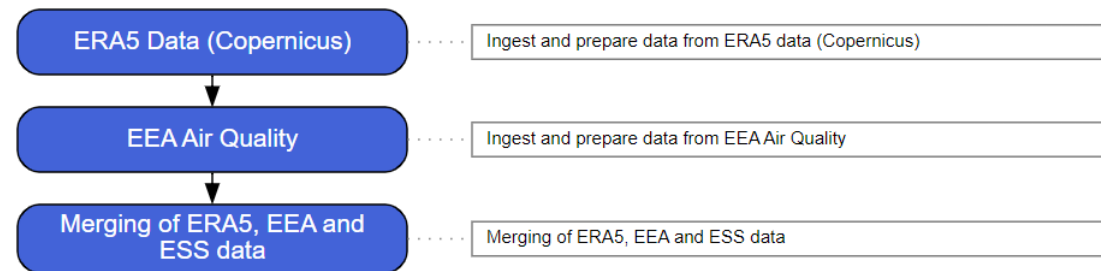 ERA5 Data (Copernicus)
Ingest and prepare data from ERA5 data (Copernicus)
EEA Air Quality
Ingest and prepare data from EEA Air Quality
Merging of ERA5, EEA and
ESS data
Merging of ERA5, EEA and ESS data